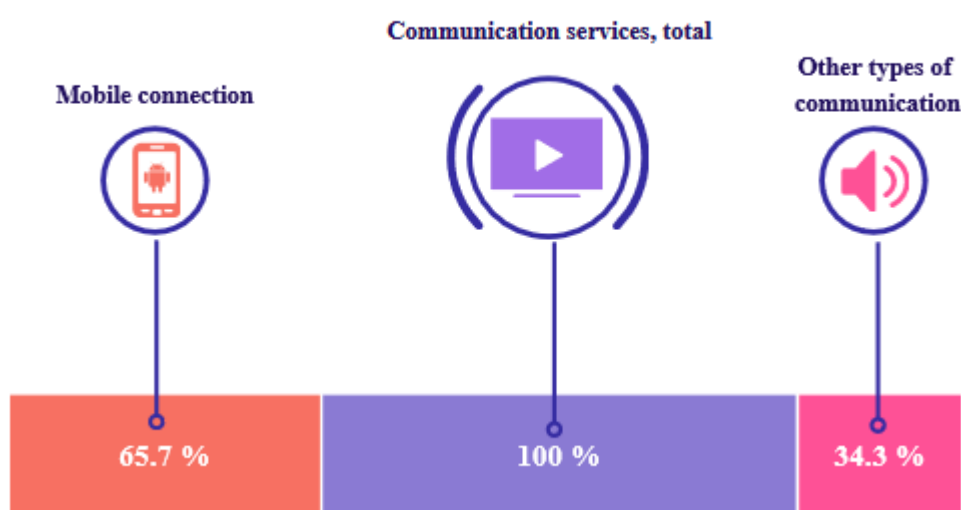 Communication services, total
Mobile connection
Other types of
communication
65.7 %
100 %
34.3 %